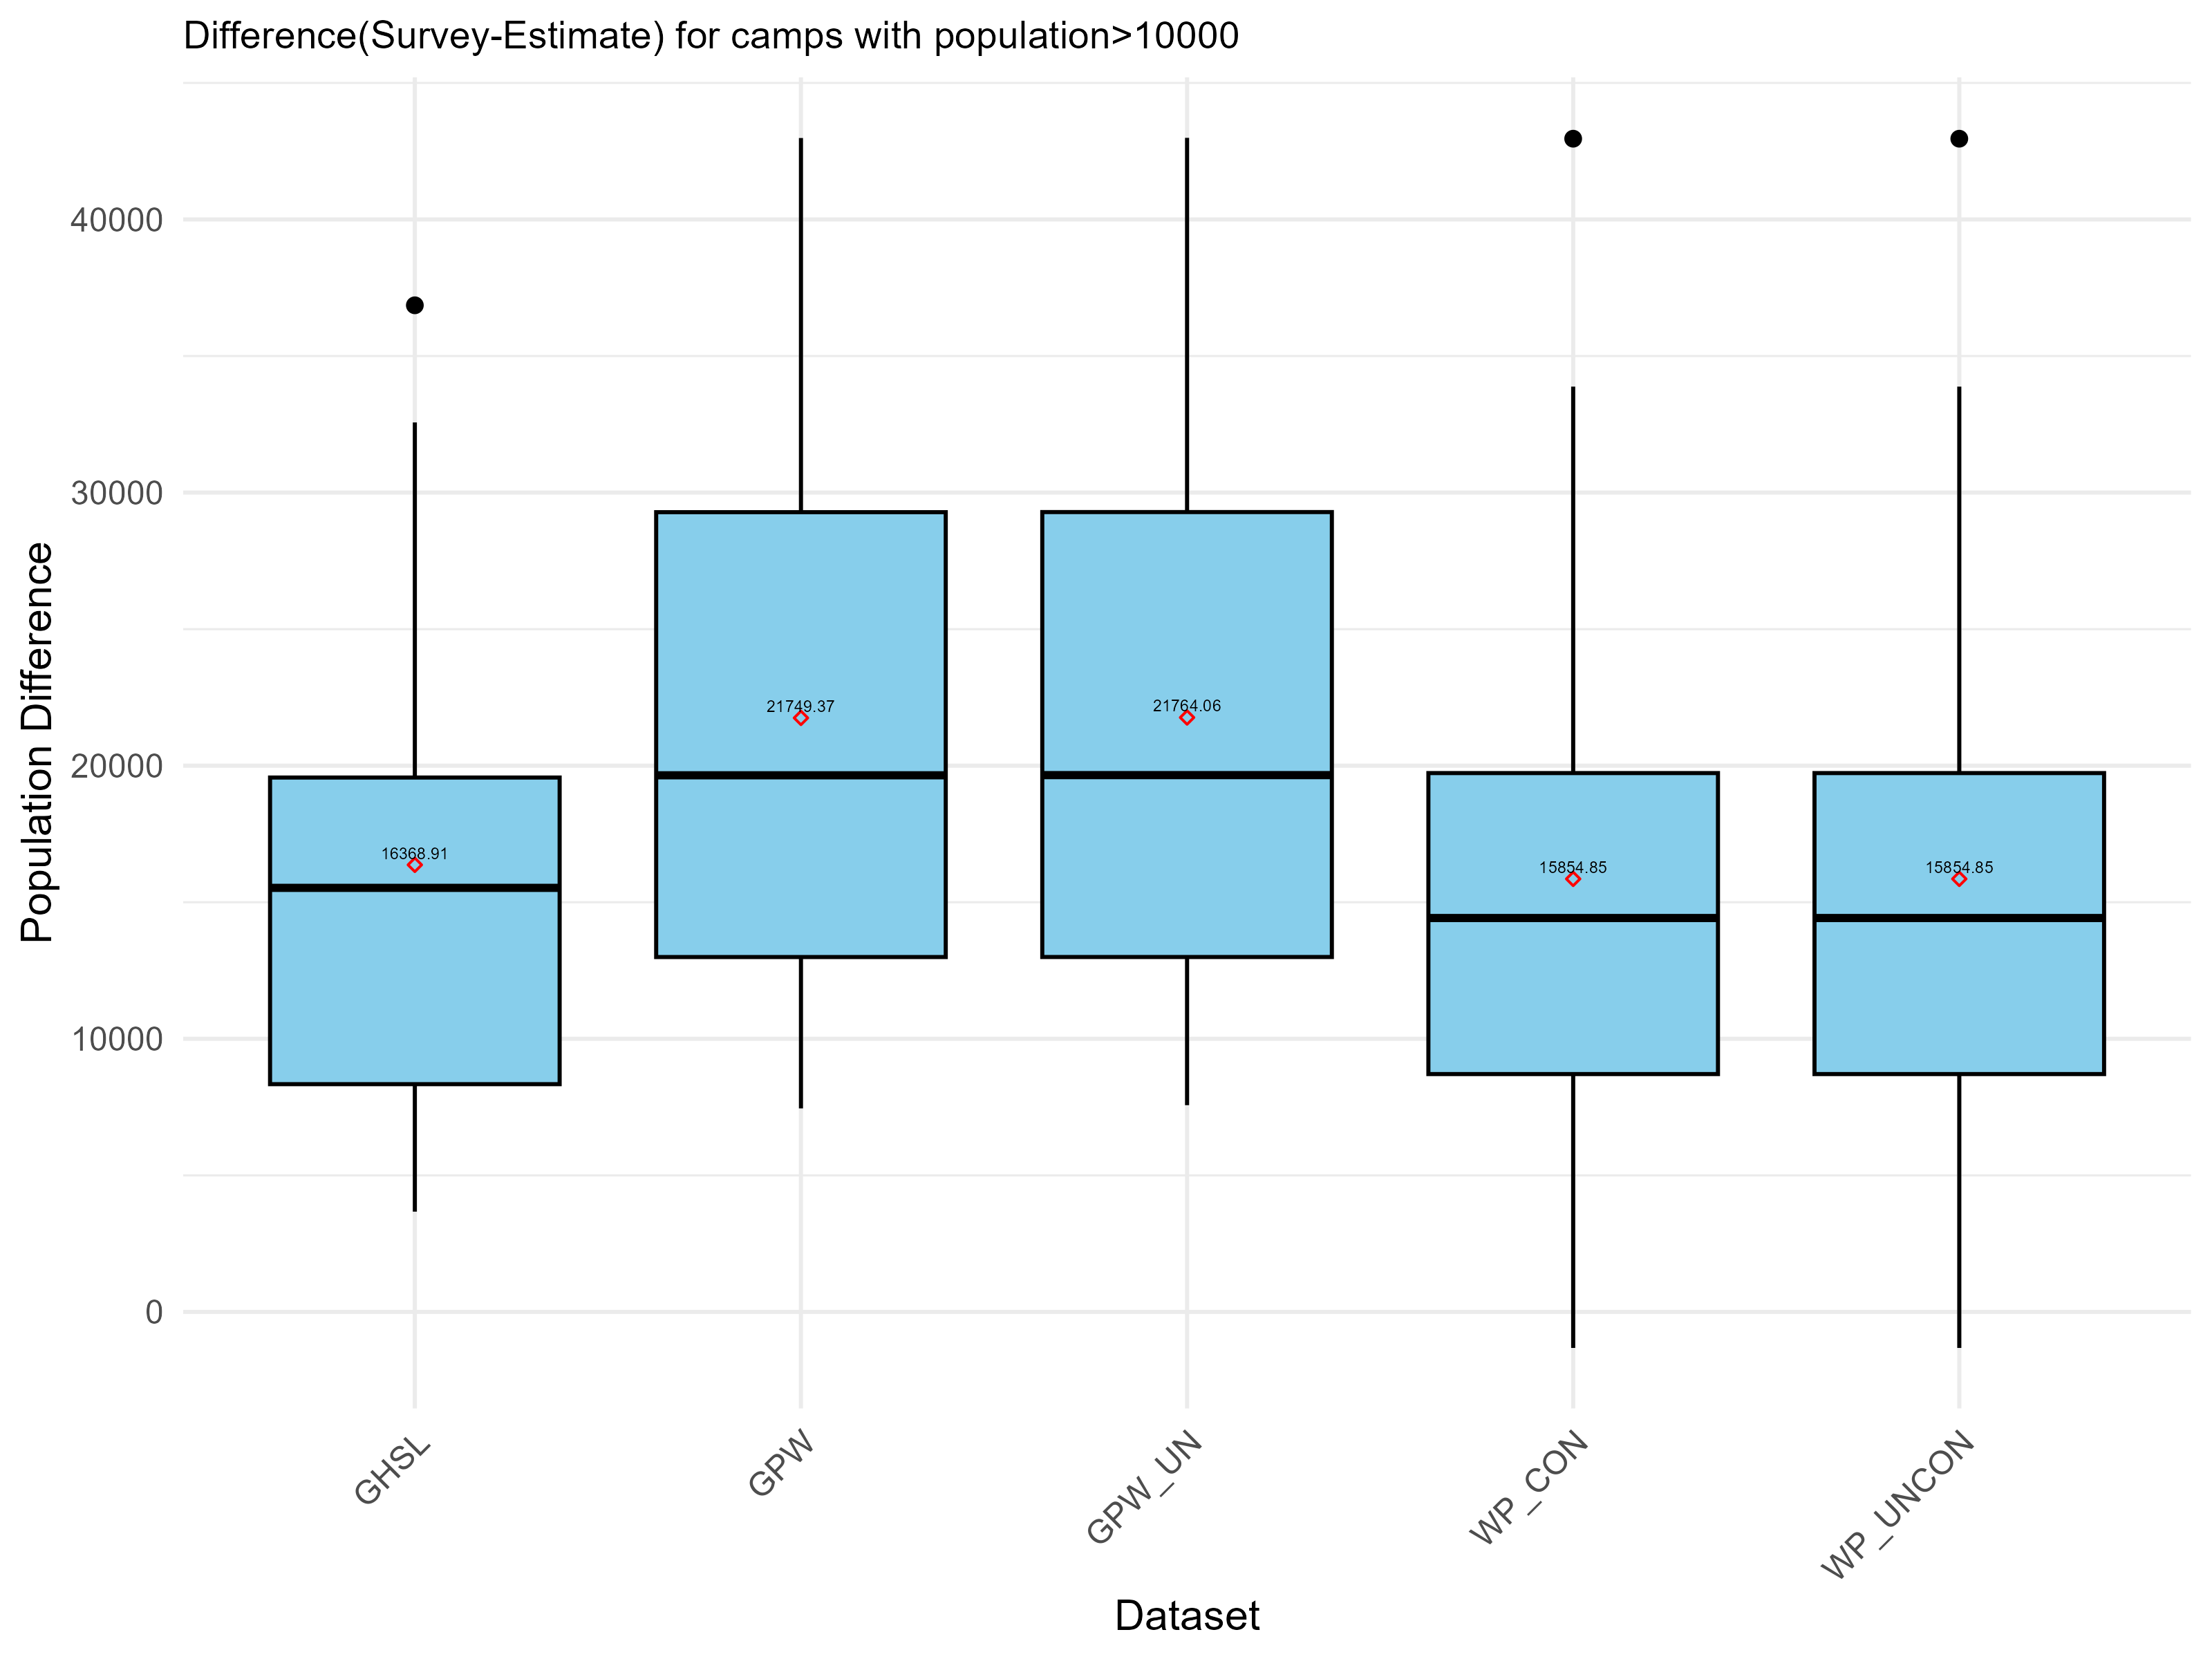 Difference(Survey-Estimate) for camps with population>10000
Population Difference
40000
30000
20000
10000
0
16368.91
21749.37
21764.06
15854.85
15854.85
GHSL
GPW
GPW_UN
WP_CON
WP_UNCON
Dataset